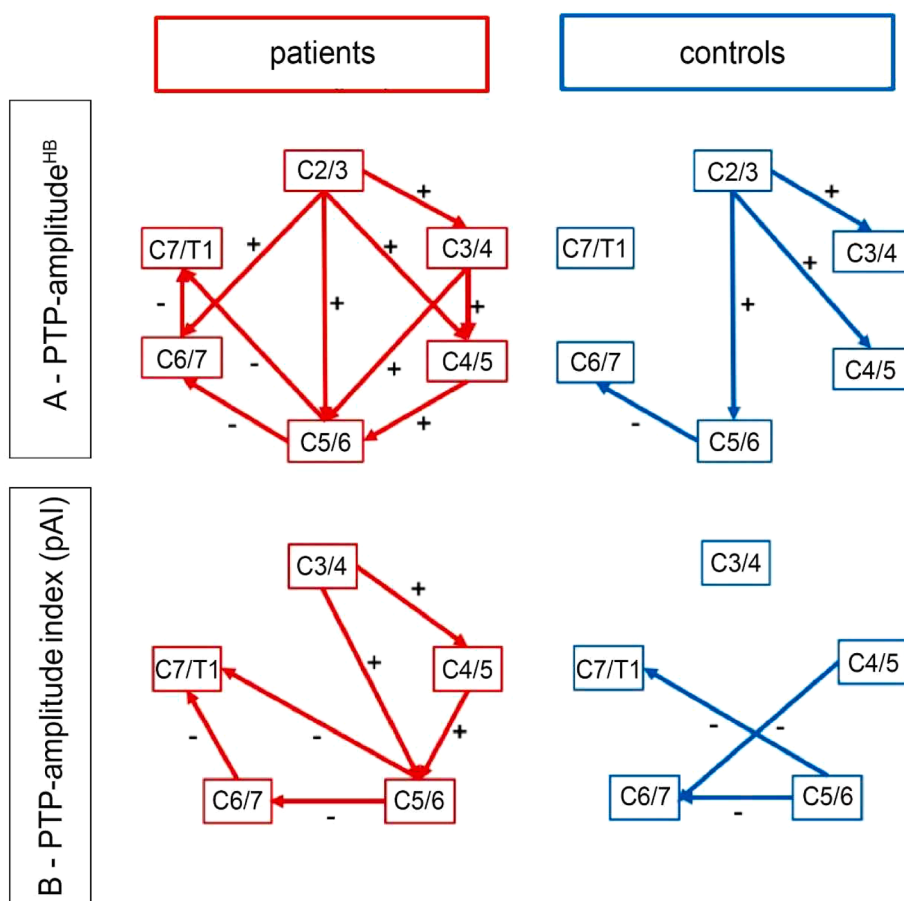 patients
controls
A - PTP-amplitudeHB
C2/3
+
C7/T1
+
+
C3/4
-
+
+
C6/7
-
+
C4/5
-
+
C5/6
C2/3
+
C7/T1
+
C3/4
+
C6/7
C4/5
-
C5/6
B - PTP-amplitude index (pAI)
C3/4
+
C7/T1
+
C4/5
-
-
+
C6/7
-
C5/6
C3/4
C7/T1
C4/5
-
-
C6/7
-
C5/6